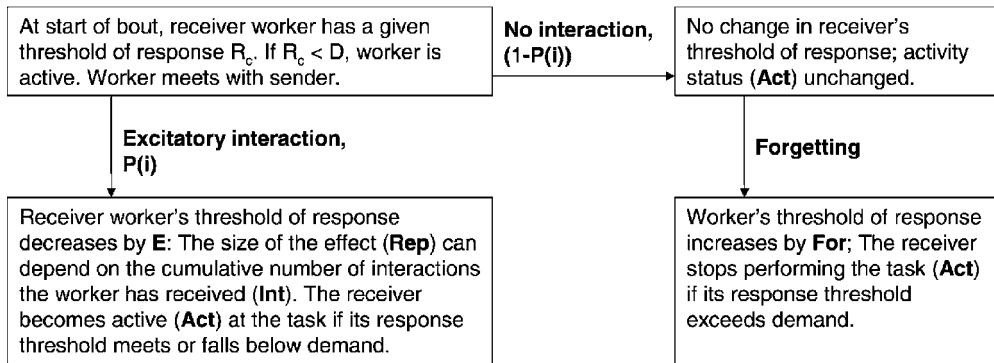 At start of bout, receiver worker has a given
threshold of response R_c. If R_c < D, worker is
active. Worker meets with sender.
No interaction,
(1-P(i))
No change in receiver's
threshold of response; activity
status (Act) unchanged.
Excitatory interaction,
P(i)
Forgetting
Receiver worker's threshold of response
decreases by E: The size of the effect (Rep) can
depend on the cumulative number of interactions
the worker has received (Int). The receiver
becomes active (Act) at the task if its response
threshold meets or falls below demand.
Worker's threshold of response
increases by For; The receiver
stops performing the task (Act)
if its response threshold
exceeds demand.